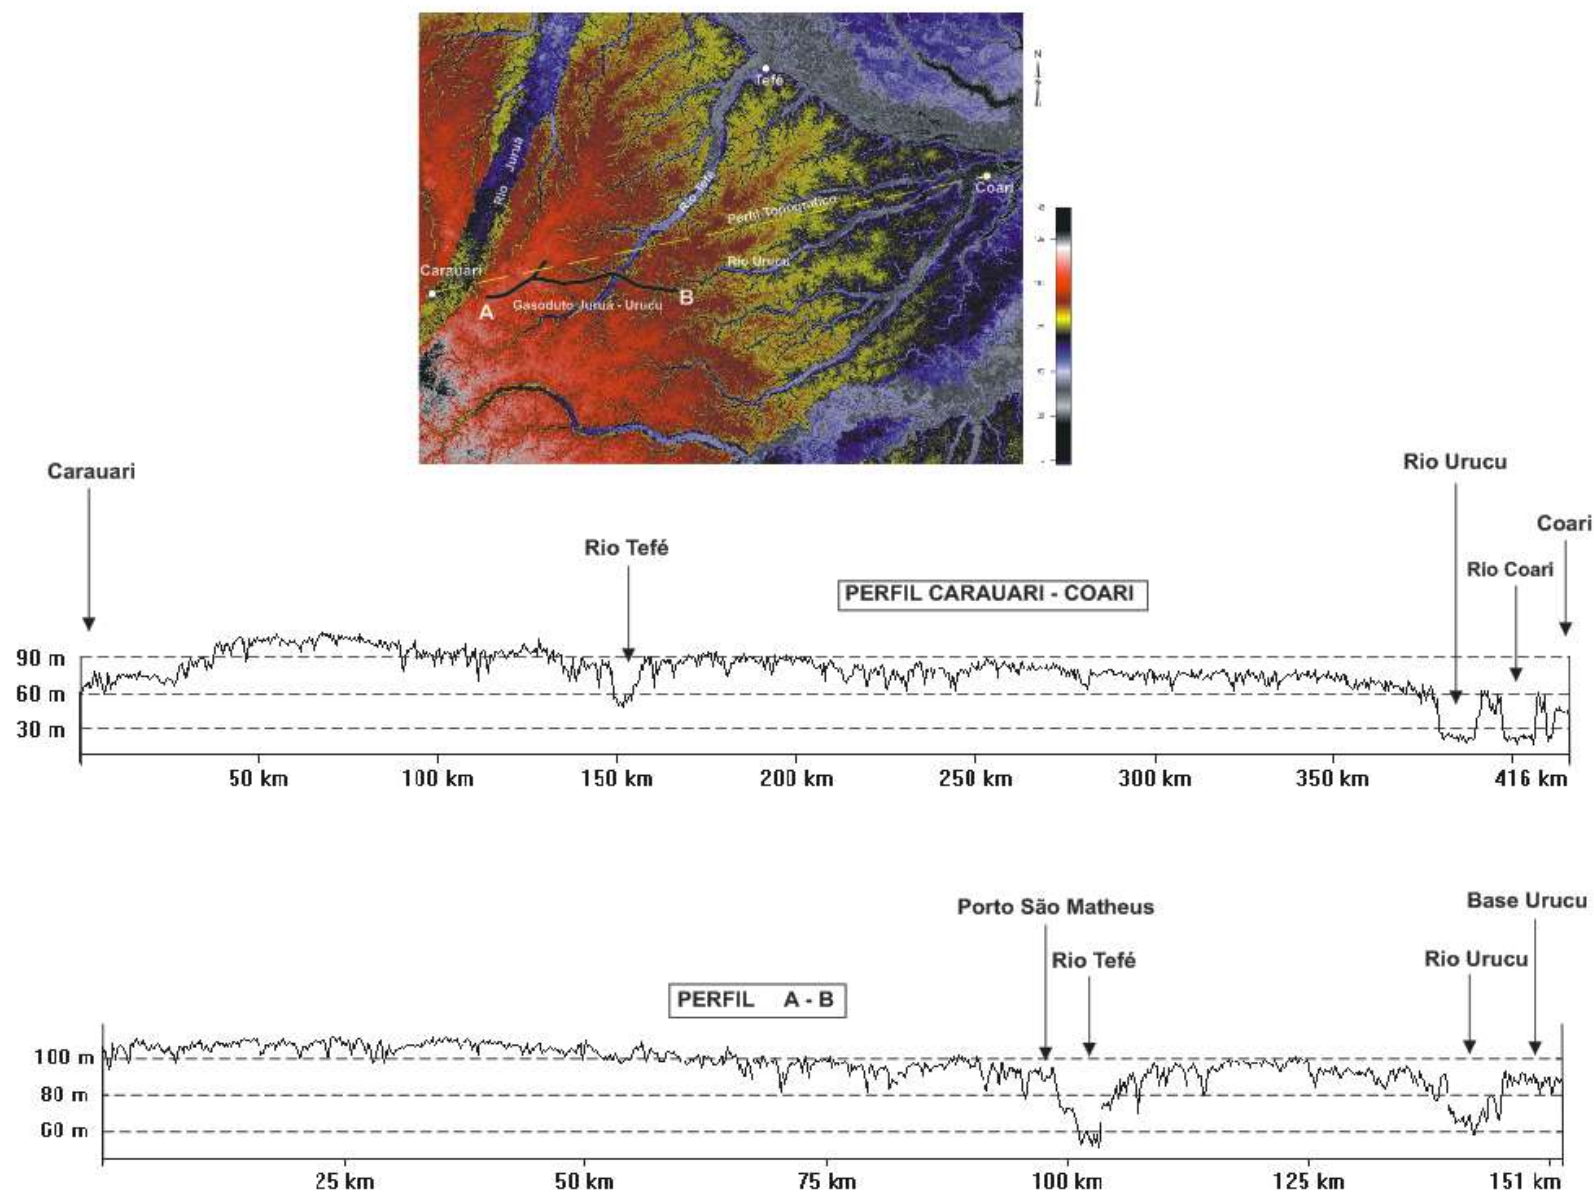 Tefé
N
Rio Juruá
Rio Tefé
Coari
Perfil Topográfico
Rio Urucu
Carauari
A
Gasoduto Juruá - Urucu
B
Carauari
Rio Urucu
Coari
Rio Tefé
Rio Coari
PERFIL CARAUARI - COARI
90 m
60 m
30 m
50 km 100 km 150 km 200 km 250 km 300 km 350 km 416 km
Base Urucu
Porto São Matheus
Rio Tefé
Rio Urucu
PERFIL A - B
100 m
80 m
60 m
25 km 50 km 75 km 100 km 125 km 151 km